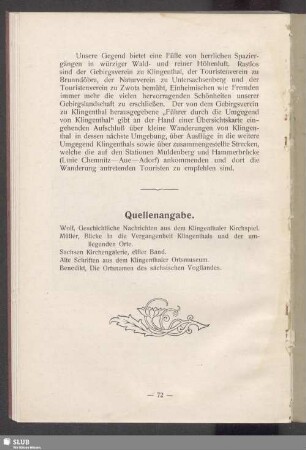 Unsere Gegend bietet eine Fülle von herrlichen Spazier-
gängen in würziger Wald- und reiner Höhenluft. Rastlos
sind der Gebirgsverein zu Klingenthal, der Touristenverein zu
Brunndöbra, der Naturverein zu Untersachsenberg und der
Touristenverein zu Zwota bemüht, Einheimischen wie Fremden
immer mehr die vielen hervorragenden Schönheiten unserer
Gebirgslandschaft zu erschließen. Der von dem Gebirgsverein
zu Klingenthal herausgegebene „Führer durch die Umgegend
von Klingenthal“ gibt an der Hand einer Übersichtskarte ein-
gehenden Aufschluß über kleine Wanderungen von Klingen-
thal in dessen nächste Umgebung, über Ausflüge in die weitere
Umgegend Klingenthals sowie über zusammengestellte Strecken,
welche die auf den Stationen Muldenberg und Hammerbrücke
(Linie Chemnitz—Aue—Adorf) ankommenden und dort die
Wanderung antretenden Touristen zu empfehlen sind.
Quellenangabe.
Weiß, Geschichtliche Nachrichten aus dem Klingenthaler Kirchspiel.
Müller, Blicke in die Vergangenheit Klingenthals und der um-
liegenden Orte.
Sachsens Kirchengalerie, elfter Band.
Alte Schriften aus dem Klingenthaler Ortsmuseum.
Benedikt, Die Ortsnamen des sächsischen Vogtlandes.
— 72 —
SLUB